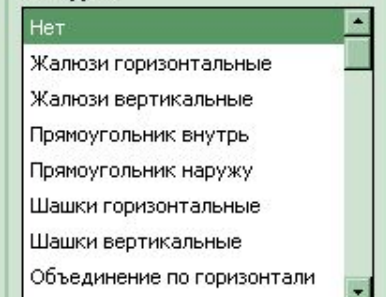 Нет
Жалюзи горизонтальные
Жалюзи вертикальные
Прямоугольник внутрь
Прямоугольник наружу
Шашки горизонтальные
Шашки вертикальные
Объединение по горизонтали